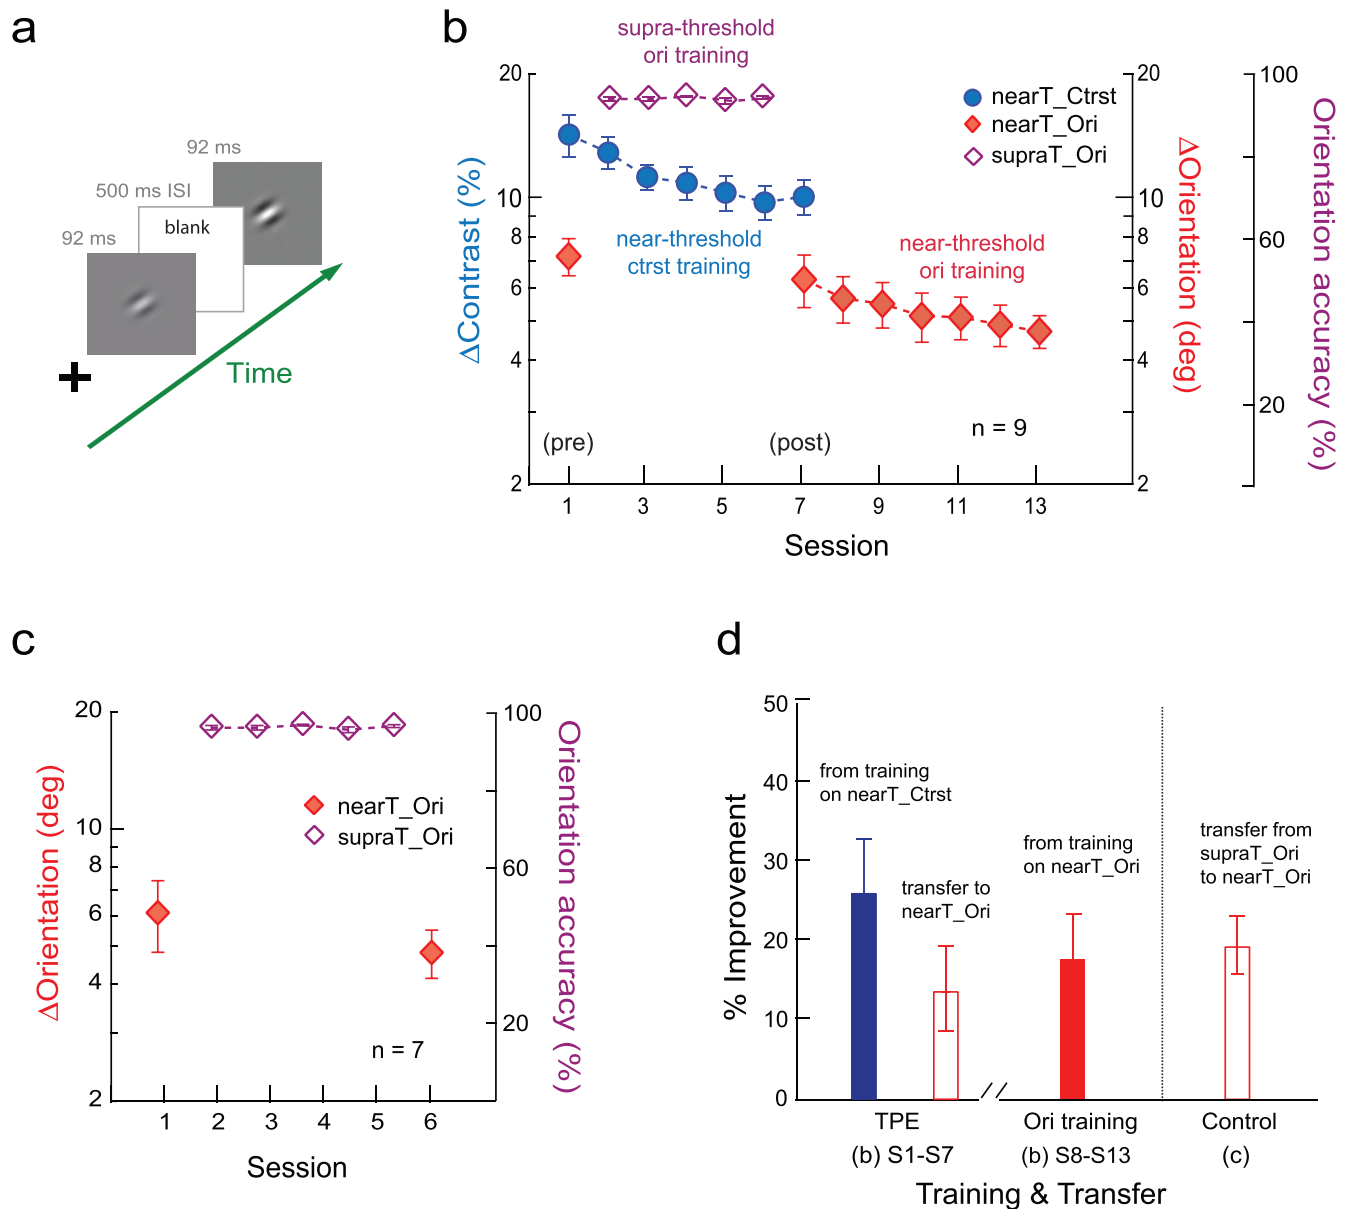 a
92 ms
500 ms ISI
blank
92 ms
Time
b
supra-threshold
ori training
20
10
8
6
4
2
ΔContrast (%)
nearT_Ctrst
nearT_Ori
supraT_Ori
near-threshold
ctrst training
near-threshold
ori training
n = 9
(pre)
(post)
1
3
5
7
9
11
13
Session
20
10
8
6
4
2
ΔOrientation (deg)
100
60
20
Orientation accuracy (%)
c
20
10
8
6
4
2
ΔOrientation (deg)
nearT_Ori
supraT_Ori
n = 7
1
2
3
4
5
6
Session
100
60
20
Orientation accuracy (%)
d
50
40
30
20
10
0
% Improvement
from training
on nearT_Ctrst
transfer to
nearT_Ori
from training
on nearT_Ori
transfer from
supraT_Ori
to nearT_Ori
TPE
(b) S1-S7
Ori training
(b) S8-S13
Control
(c)
Training & Transfer